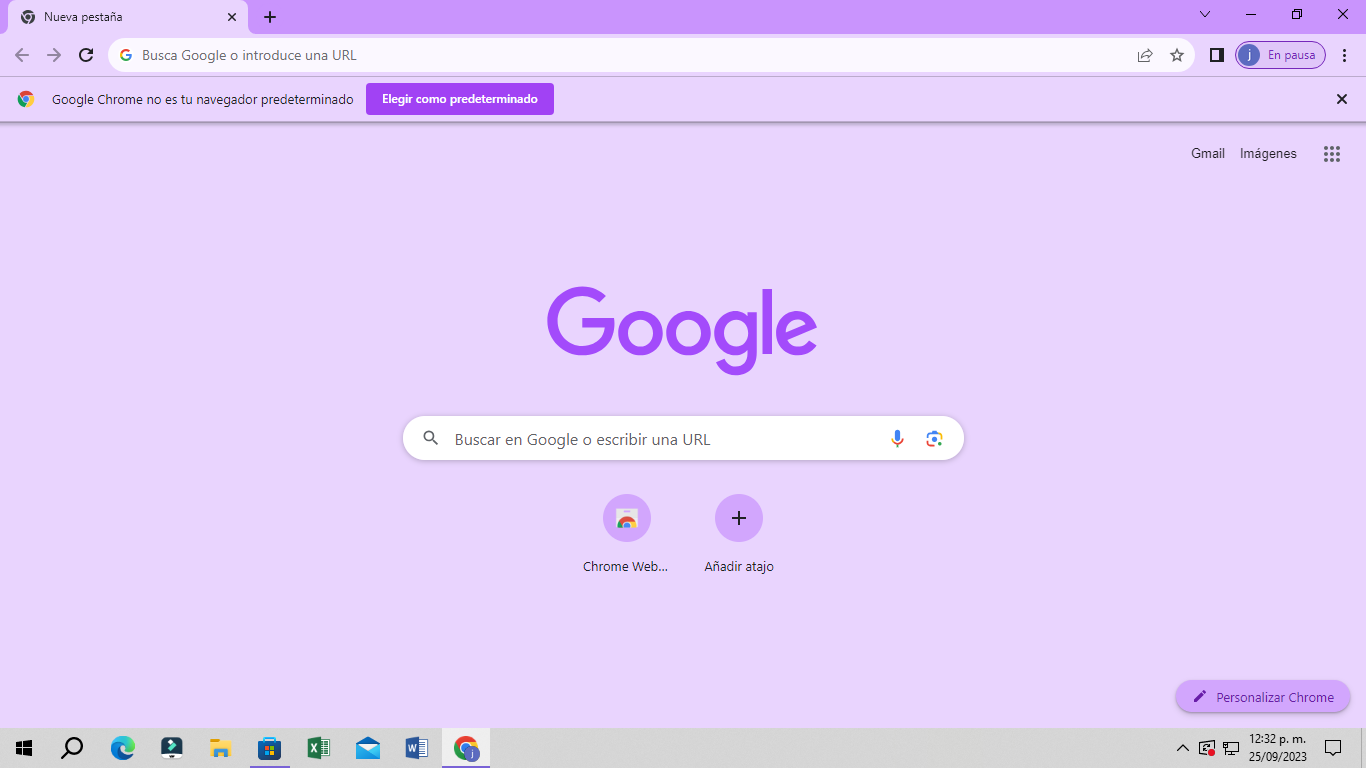 Nueva pestaña
Busca Google o introduce una URL
j
En pausa
Google Chrome no es tu navegador predeterminado
Elegir como predeterminado
Gmail
Imágenes
Google
Buscar en Google o escribir una URL
Chrome Web...
Añadir atajo
Personalizar Chrome
12:32 p. m.
25/09/2023